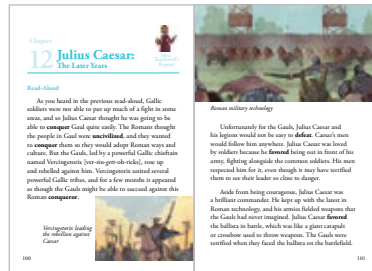 Chapter
12 Julius Caesar:
The Later Years
Read-Aloud
As you heard in the previous read-aloud, Gallic
soldiers were not able to put up much of a fight in some
areas, and so Julius Caesar thought he was going to be
able to conquer Gaul quite easily. The Romans thought
the people in Gaul were uncivilized, and they wanted
to conquer them so they would adopt Roman ways and
culture. But the Gauls, led by a powerful Gallic chieftain
named Vercingetorix [ver-sin-get-oh-ricks], rose up
and rebelled against him. Vercingetorix united several
powerful Gallic tribes, and for a few months it appeared
as though the Gauls might be able to succeed against this
Roman conqueror.
Vercingetorix leading
the rebellion against
Caesar
100
Roman military technology
Unfortunately for the Gauls, Julius Caesar and
his legions would not be easy to defeat. Caesar's men
would follow him anywhere. Julius Caesar was loved
by soldiers because he favored being out in front of his
army, fighting alongside the common soldiers. His men
respected him for it, even though it may have terrified
them to see their leader so close to danger.
Aside from being courageous, Julius Caesar was
a brilliant commander. He kept up with the latest in
Roman technology, and his armies fielded weapons that
the Gauls had never imagined. Julius Caesar favored
the ballista in battle, which was like a giant catapult
or crossbow used to throw weapons. The Gauls were
terrified when they faced the ballista on the battlefield.
101